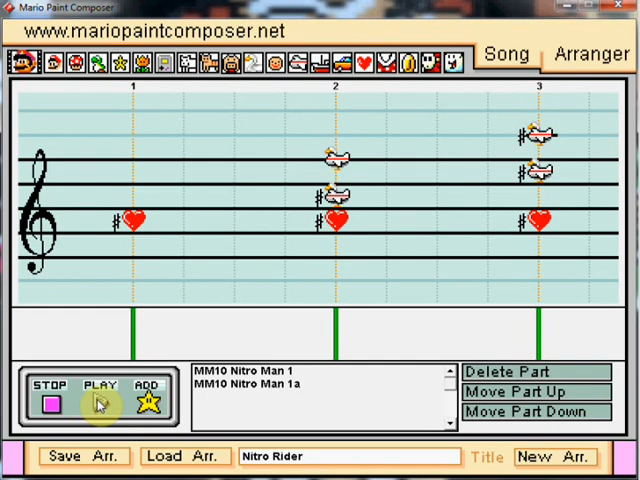 Mario Paint Composer
www.mariopaintcomposer.net
Song
Arranger
1 2 3
STOP PLAY ADD
MM10 Nitro Man 1
MM10 Nitro Man 1a
Delete Part
Move Part Up
Move Part Down
Save Arr.
Load Arr.
Nitro Rider
Title
New Arr.